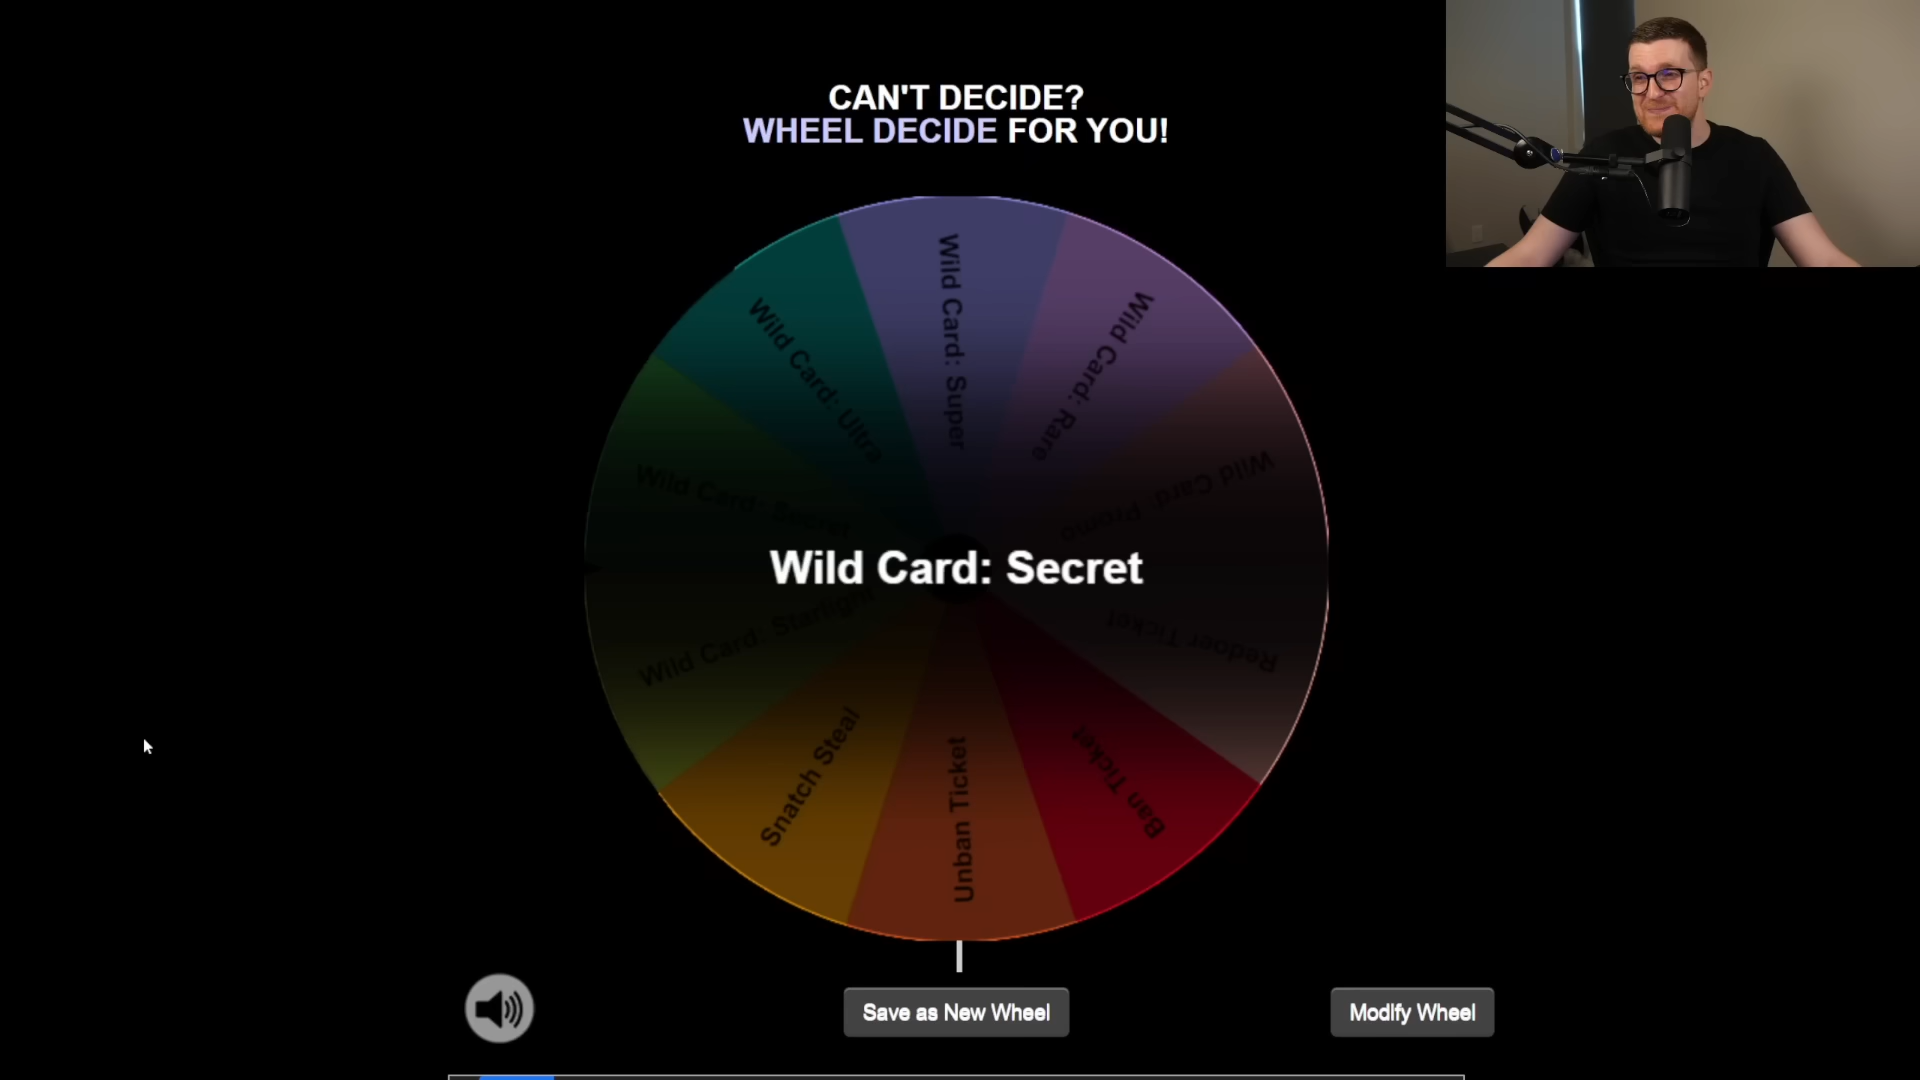 CAN'T DECIDE?
WHEEL DECIDE FOR YOU!
Wild Card: Super
Wild Card: Rare
Wild Card: Promo
Redoer Ticket
Ban Ticket
Unban Ticket
Snatch Steal
Wild Card: Starlight
Wild Card: Secret
Wild Card: Ultra
Wild Card: Secret
Save as New Wheel
Modify Wheel